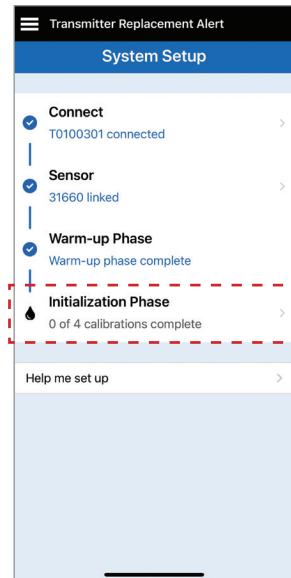 Transmitter Replacement Alert
System Setup
Connect
T0100301 connected
Sensor
31660 linked
Warm-up Phase
Warm-up phase complete
Initialization Phase
0 of 4 calibrations complete
Help me set up